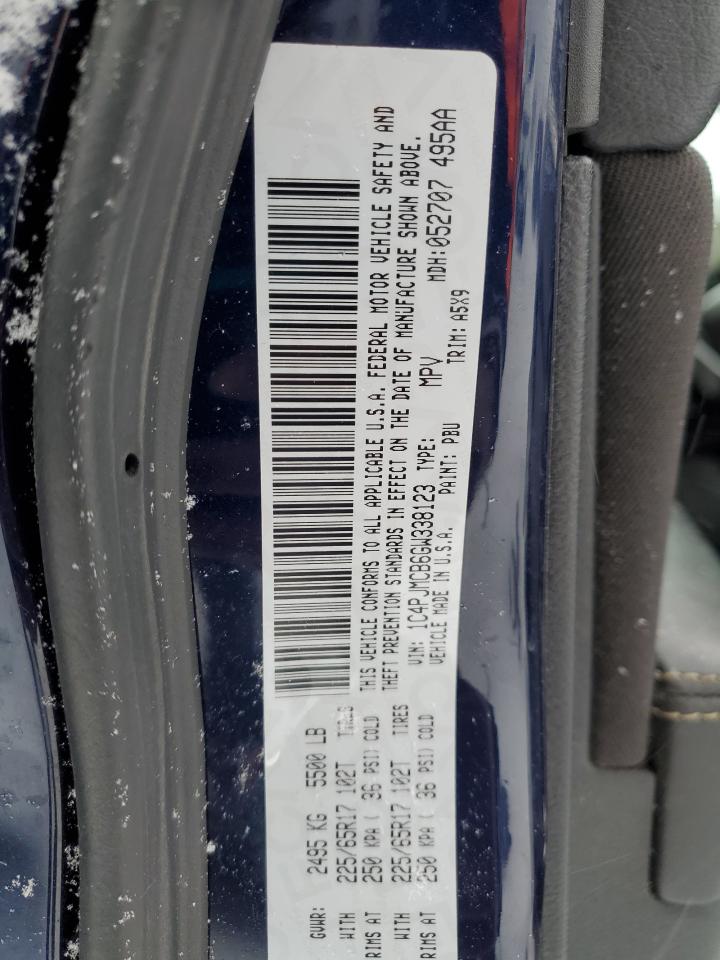 GVWR: 2495 KG 5500 LB
WITH 225/65R17 102T TIRES
RIMS AT 250 KPA ( 36 PSI) COLD
WITH 225/65R17 102T TIRES
RIMS AT 250 KPA ( 36 PSI) COLD
THIS VEHICLE CONFORMS TO ALL APPLICABLE U.S.A. FEDERAL MOTOR VEHICLE SAFETY AND
THEFT PREVENTION STANDARDS IN EFFECT ON THE DATE OF MANUFACTURE SHOWN ABOVE.
VIN: 1C4PJMCB6GW338123 TYPE: MPV MDH:052707 495AA
VEHICLE MADE IN U.S.A. PAINT: PBU TRIM: A5X9